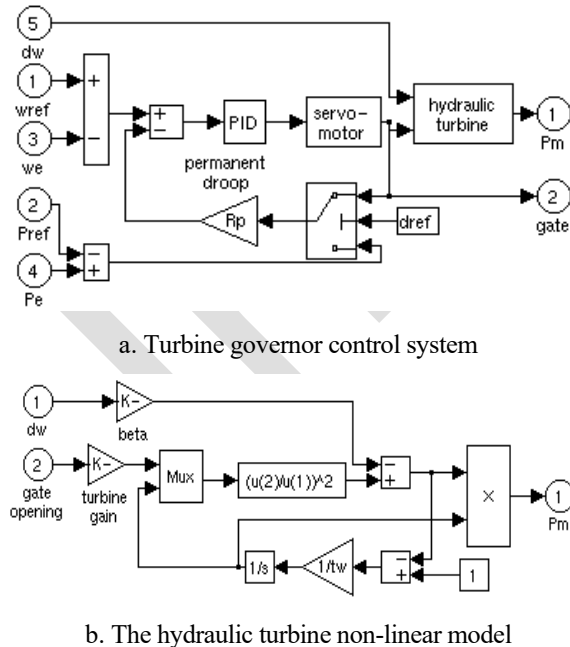 5
dw
1
wref
3
we
2
Pref
4
Pe
+
−
+
−
PID
servo-
motor
hydraulic
turbine
1
Pm
permanent
droop
Rp
dref
2
gate
−
+
a. Turbine governor control system
1
dw
K-
beta
2
gate
opening
K-
turbine
gain
Mux
(u(2)/u(1))^2
−
+
×
1
Pm
1/s
1/tw
−
+
1
b. The hydraulic turbine non-linear model